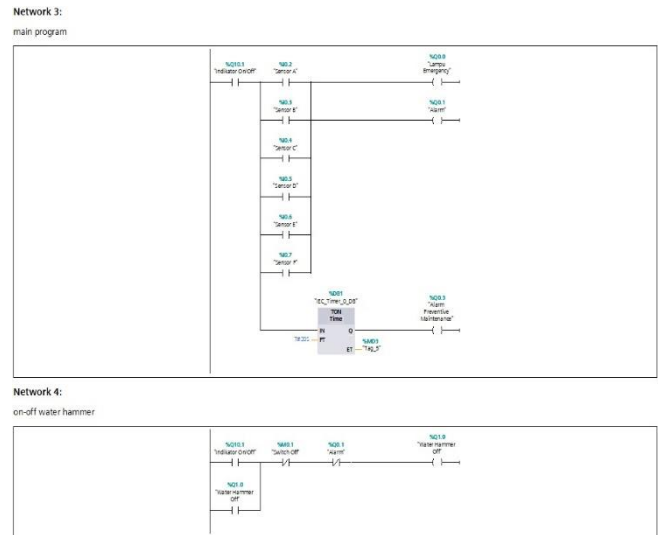 Network 3:
main program
%Q10.1
"Indikator On/Off"
%I0.2
"Sensor A"
%Q0.0
"Lampu
Emergency"
%I0.3
"Sensor B"
%Q0.1
"Alarm"
%I0.4
"Sensor C"
%I0.5
"Sensor D"
%I0.6
"Sensor E"
%I0.7
"Sensor F"
%DB1
"IEC_Timer_0_DB"
TON
Time
IN
Q
PT
ET
%MD3
"Tag_5"
%Q0.3
"Alarm
Preventive
Maintenance"
Network 4:
on-off water hammer
%Q10.1
"Indikator On/Off"
%M0.1
"Switch Off"
%Q0.1
"Alarm"
%Q1.0
"Water Hammer
Off"
%Q1.0
"Water Hammer
Off"